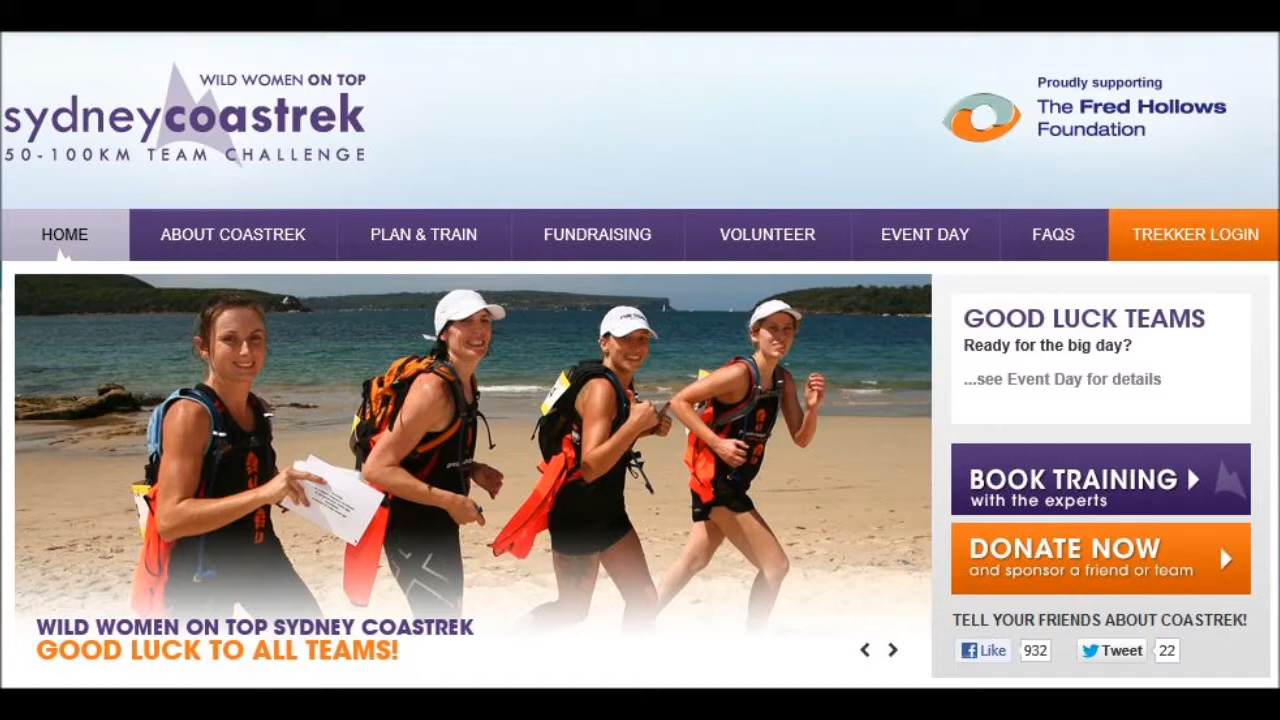 WILD WOMEN ON TOP
sydneycoastrek
50-100KM TEAM CHALLENGE
Proudly supporting
The Fred Hollows
Foundation
HOME
ABOUT COASTREK
PLAN & TRAIN
FUNDRAISING
VOLUNTEER
EVENT DAY
FAQS
TREKKER LOGIN
GOOD LUCK TEAMS
Ready for the big day?
...see Event Day for details
BOOK TRAINING
with the experts
DONATE NOW
and sponsor a friend or team
TELL YOUR FRIENDS ABOUT COASTREK!
Like 932 Tweet 22
WILD WOMEN ON TOP SYDNEY COASTREK
GOOD LUCK TO ALL TEAMS!